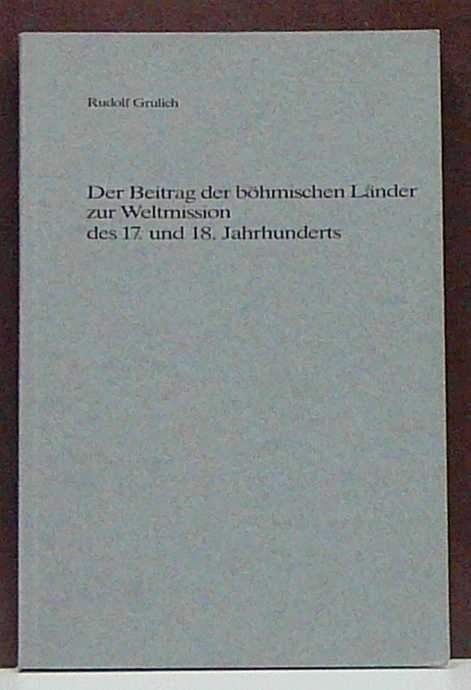 Rudolf Grulich
Der Beitrag der böhmischen Länder
zur Weltmission
des 17. und 18. Jahrhunderts